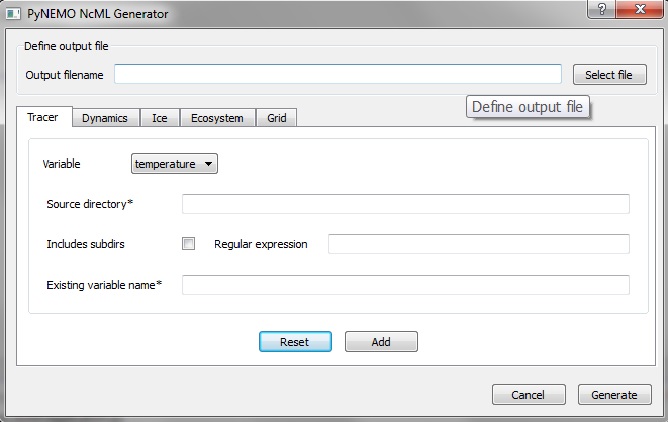 PyNEMO NcML Generator
Define output file
Output filename Select file
Define output file
Tracer Dynamics Ice Ecosystem Grid
Variable temperature
Source directory*
Includes subdirs Regular expression
Existing variable name*
Reset Add
Cancel Generate